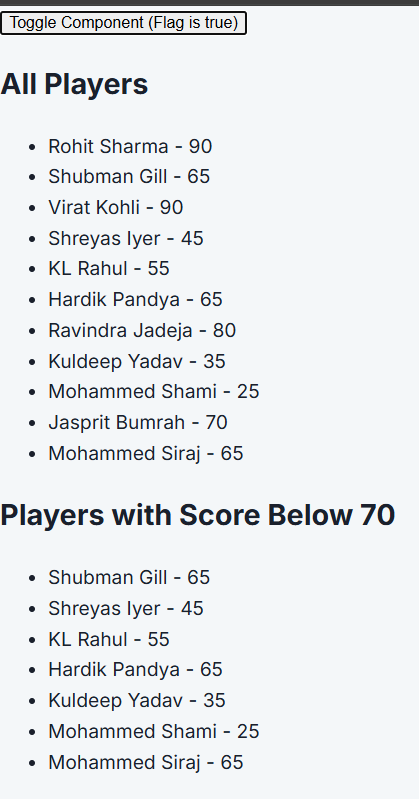 Toggle Component (Flag is true)
All Players
• Rohit Sharma - 90
• Shubman Gill - 65
• Virat Kohli - 90
• Shreyas Iyer - 45
• KL Rahul - 55
• Hardik Pandya - 65
• Ravindra Jadeja - 80
• Kuldeep Yadav - 35
• Mohammed Shami - 25
• Jasprit Bumrah - 70
• Mohammed Siraj - 65
Players with Score Below 70
• Shubman Gill - 65
• Shreyas Iyer - 45
• KL Rahul - 55
• Hardik Pandya - 65
• Kuldeep Yadav - 35
• Mohammed Shami - 25
• Mohammed Siraj - 65